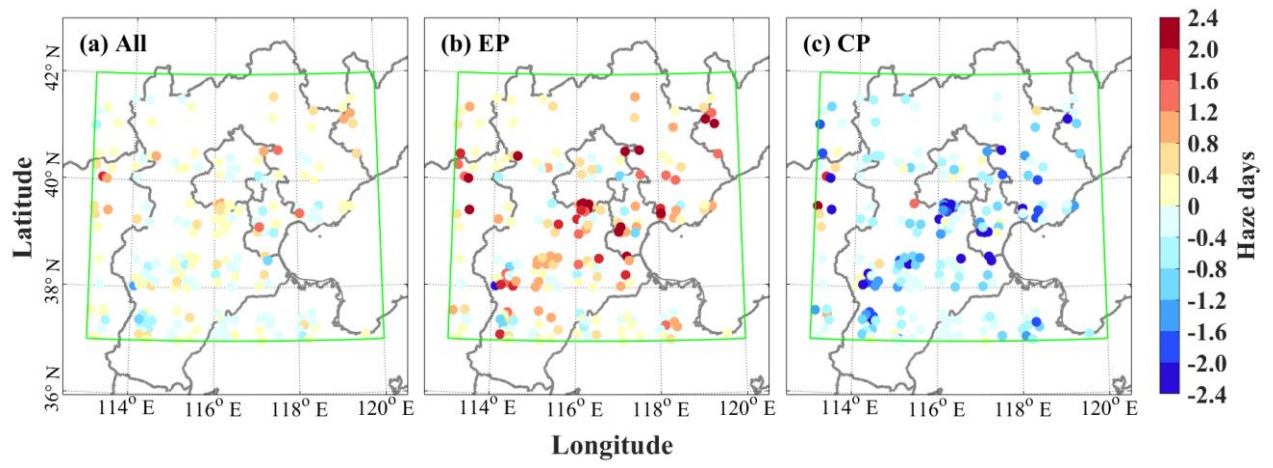 (a) All
(b) EP
(c) CP
42° N
40° N
38° N
36° N
Latitude
114° E 116° E 118° E 120° E
114° E 116° E 118° E 120° E
114° E 116° E 118° E 120° E
Longitude
2.4
2.0
1.6
1.2
0.8
0.4
0
-0.4
-0.8
-1.2
-1.6
-2.0
-2.4
Haze days